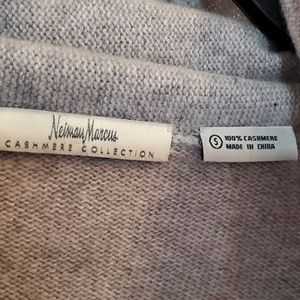 Neiman Marcus
CASHMERE COLLECTION
S
100% CASHMERE
MADE IN CHINA